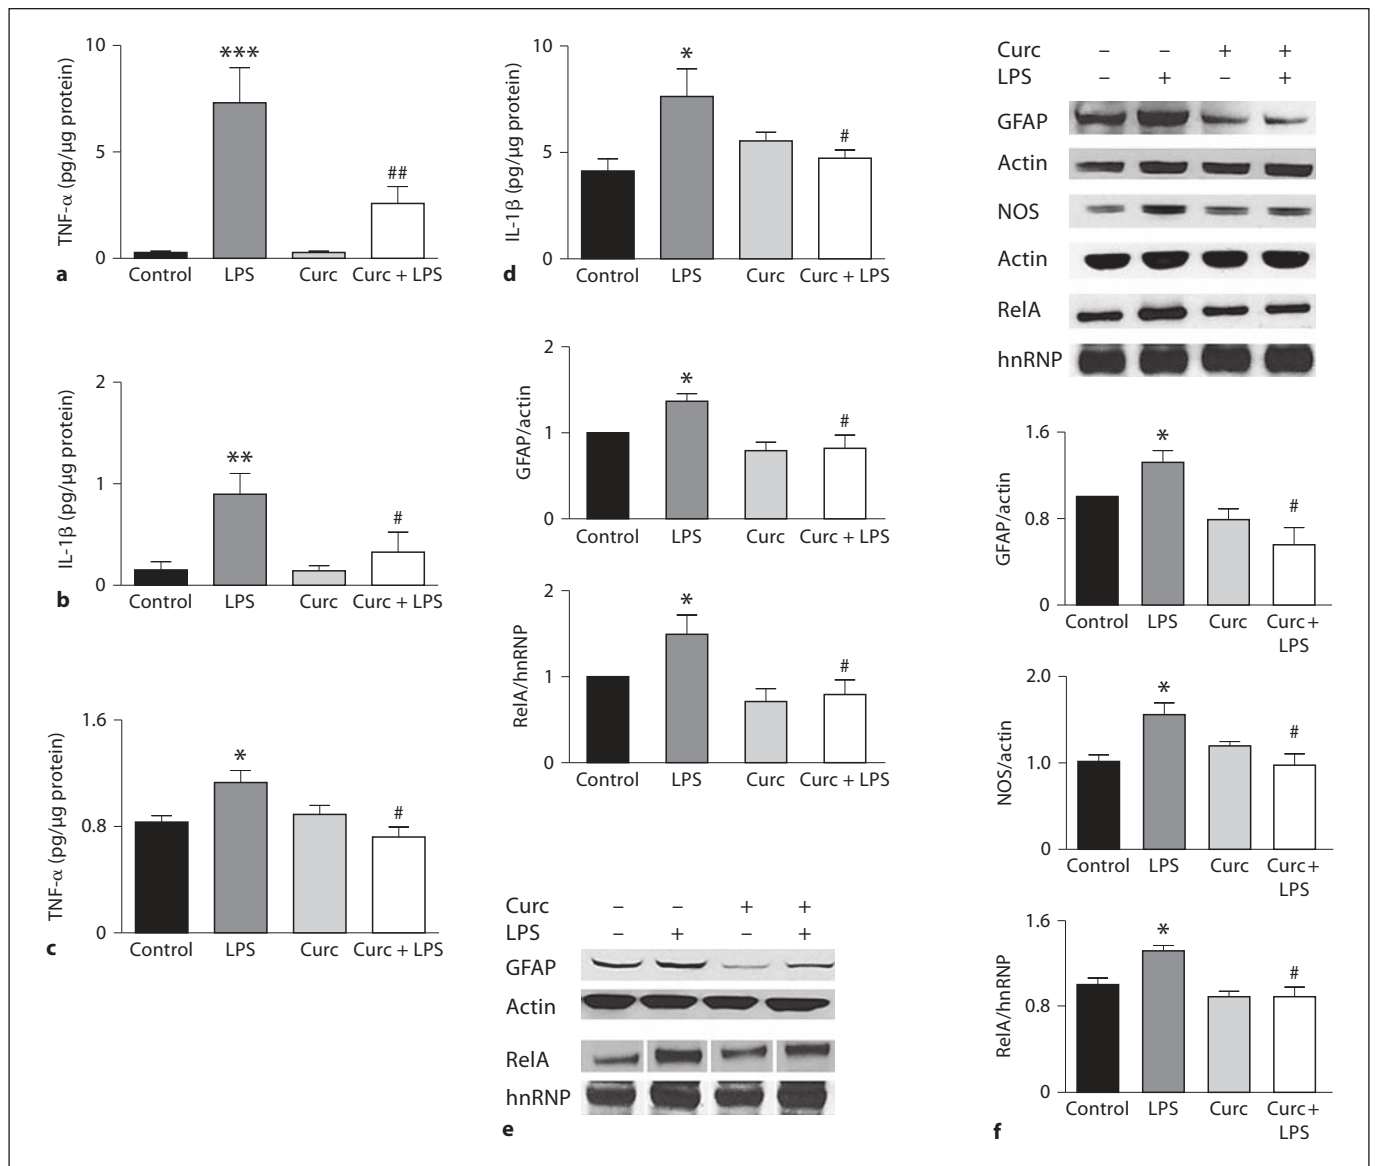 10
***
TNF-α (pg/μg protein)
5
##
0
Control LPS Curc Curc + LPS
a
2
**
IL-1β (pg/μg protein)
1
#
0
Control LPS Curc Curc + LPS
b
1.6
*
TNF-α (pg/μg protein)
0.8
#
0
Control LPS Curc Curc + LPS
c
10
*
IL-1β (pg/μg protein)
5
#
0
Control LPS Curc Curc + LPS
d
2
*
GFAP/actin
1
#
0
Control LPS Curc Curc + LPS
2
*
RelA/hnRNP
1
#
0
Control LPS Curc Curc + LPS
Curc – – + +
LPS – + – +
GFAP
Actin
RelA
hnRNP
e
Curc – – + +
LPS – + – +
GFAP
Actin
NOS
Actin
RelA
hnRNP
1.6
*
GFAP/actin
0.8
#
0
Control LPS Curc Curc +
LPS
2.0
*
NOS/actin
1.0
#
0
Control LPS Curc Curc +
LPS
1.6
*
RelA/hnRNP
0.8
#
0
Control LPS Curc Curc +
LPS
f